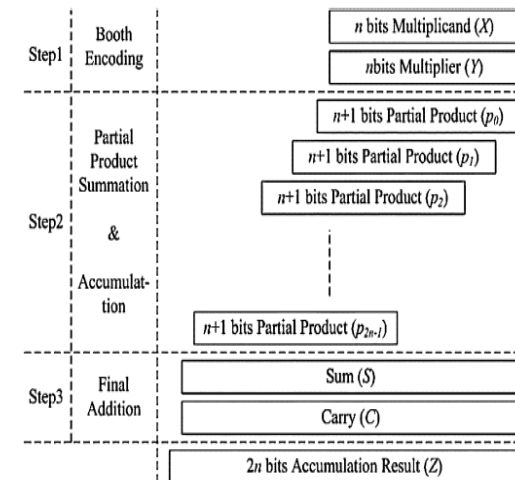 Step1
Booth
Encoding
n bits Multiplicand (X)
nbits Multiplier (Y)
Step2
Partial
Product
Summation
&
Accumulat-
tion
n+1 bits Partial Product (p0)
n+1 bits Partial Product (p1)
n+1 bits Partial Product (p2)
n+1 bits Partial Product (p2n-1)
Step3
Final
Addition
Sum (S)
Carry (C)
2n bits Accumulation Result (Z)